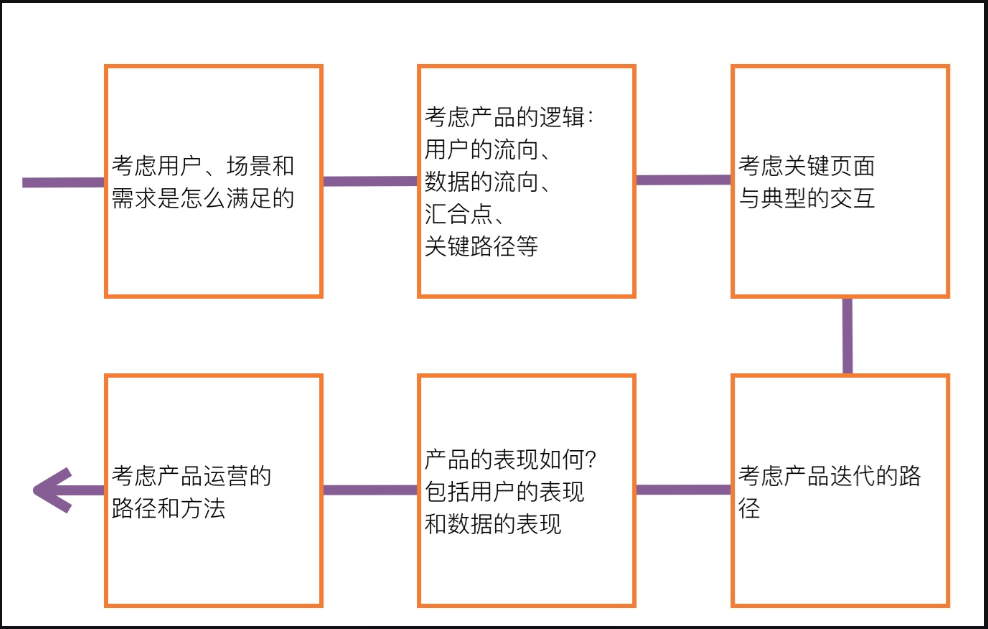 考虑用户、场景和
需求是怎么满足的
考虑产品的逻辑：
用户的流向、
数据的流向、
汇合点、
关键路径等
考虑关键页面
与典型的交互
考虑产品迭代的路
径
产品的表现如何？
包括用户的表现
和数据的表现
考虑产品运营的
路径和方法